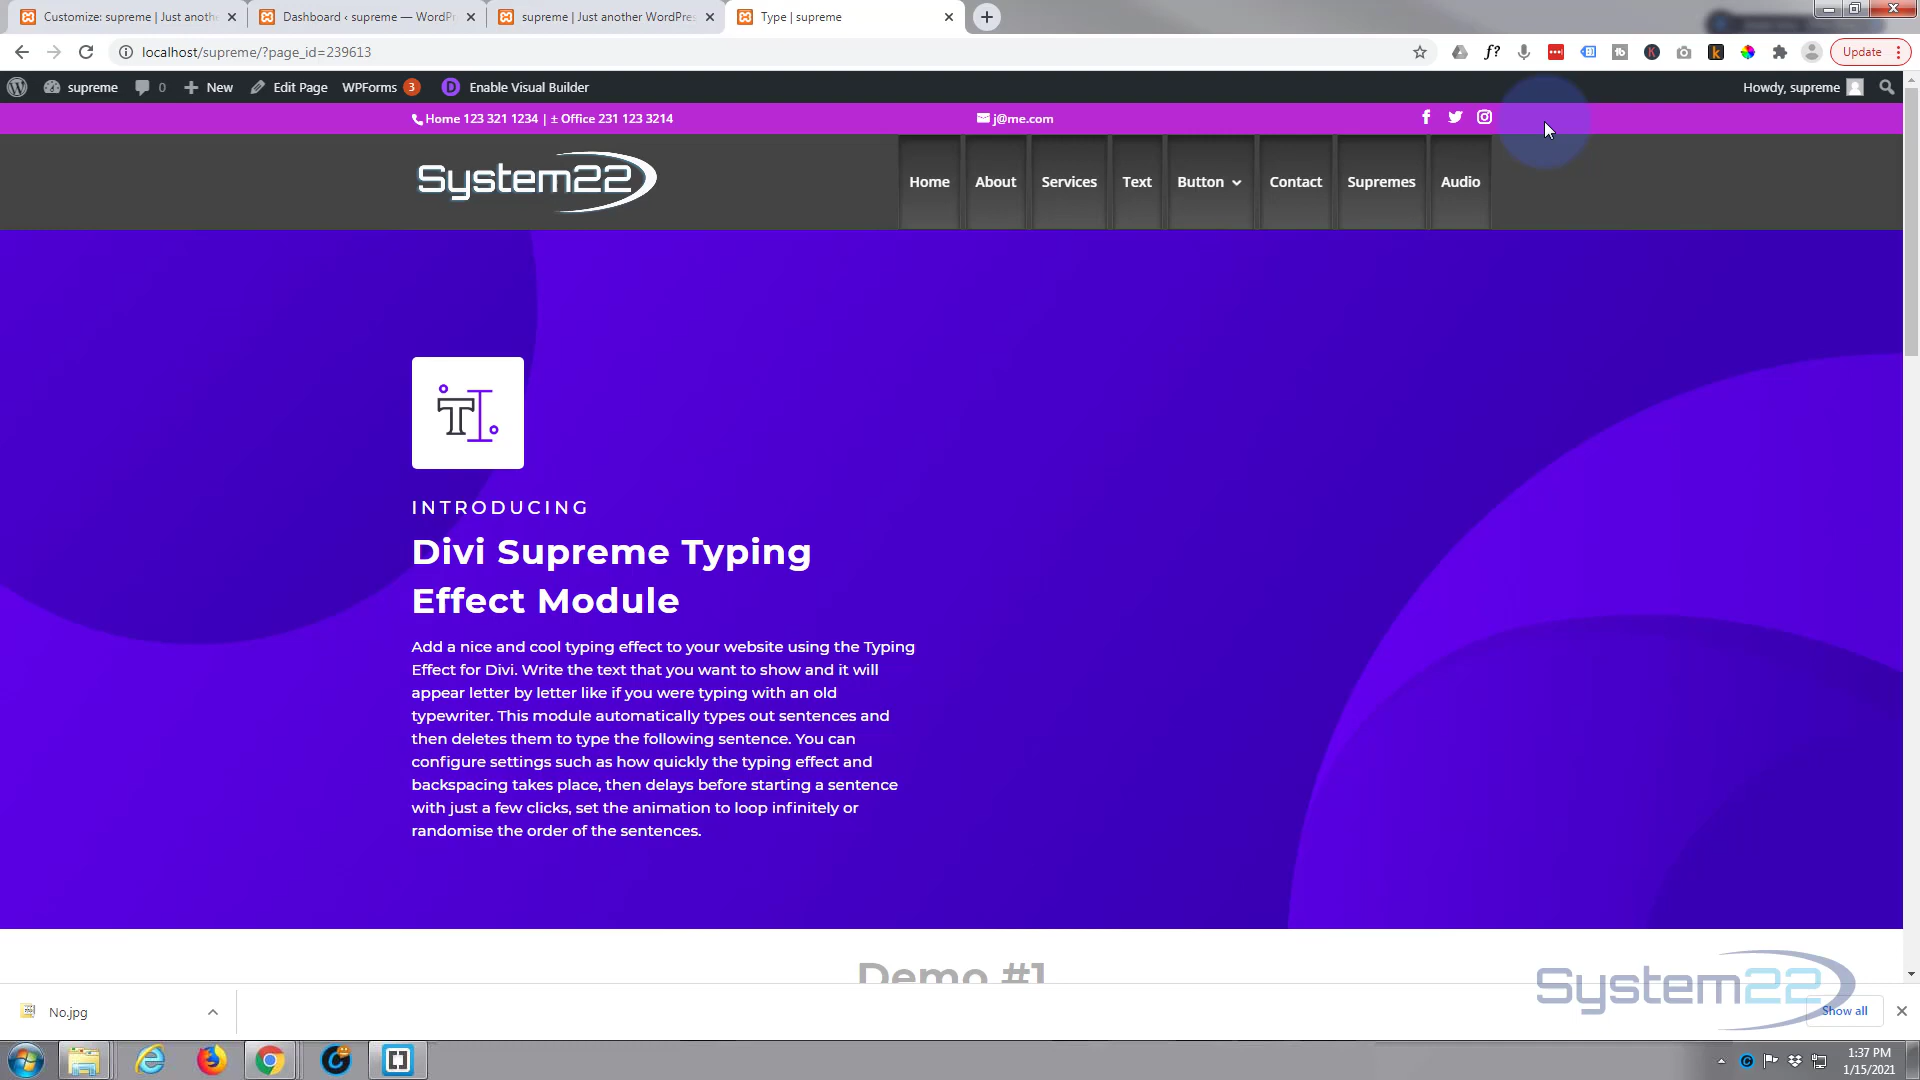 Customize: supreme | Just anoth
Dashboard ‹ supreme — WordP
supreme | Just another WordPres
Type | supreme
localhost/supreme/?page_id=239613
Update
supreme
0
New
Edit Page
WPForms 3
Enable Visual Builder
Howdy, supreme
Home 123 321 1234 | ± Office 231 123 3214
j@me.com
System22
Home
About
Services
Text
Button
Contact
Supremes
Audio
INTRODUCING
Divi Supreme Typing
Effect Module
Add a nice and cool typing effect to your website using the Typing
Effect for Divi. Write the text that you want to show and it will
appear letter by letter like if you were typing with an old
typewriter. This module automatically types out sentences and
then deletes them to type the following sentence. You can
configure settings such as how quickly the typing effect and
backspacing takes place, then delays before starting a sentence
with just a few clicks, set the animation to loop infinitely or
randomise the order of the sentences.
Demo #1
System22
No.jpg
Show all
1:37 PM
1/15/2021